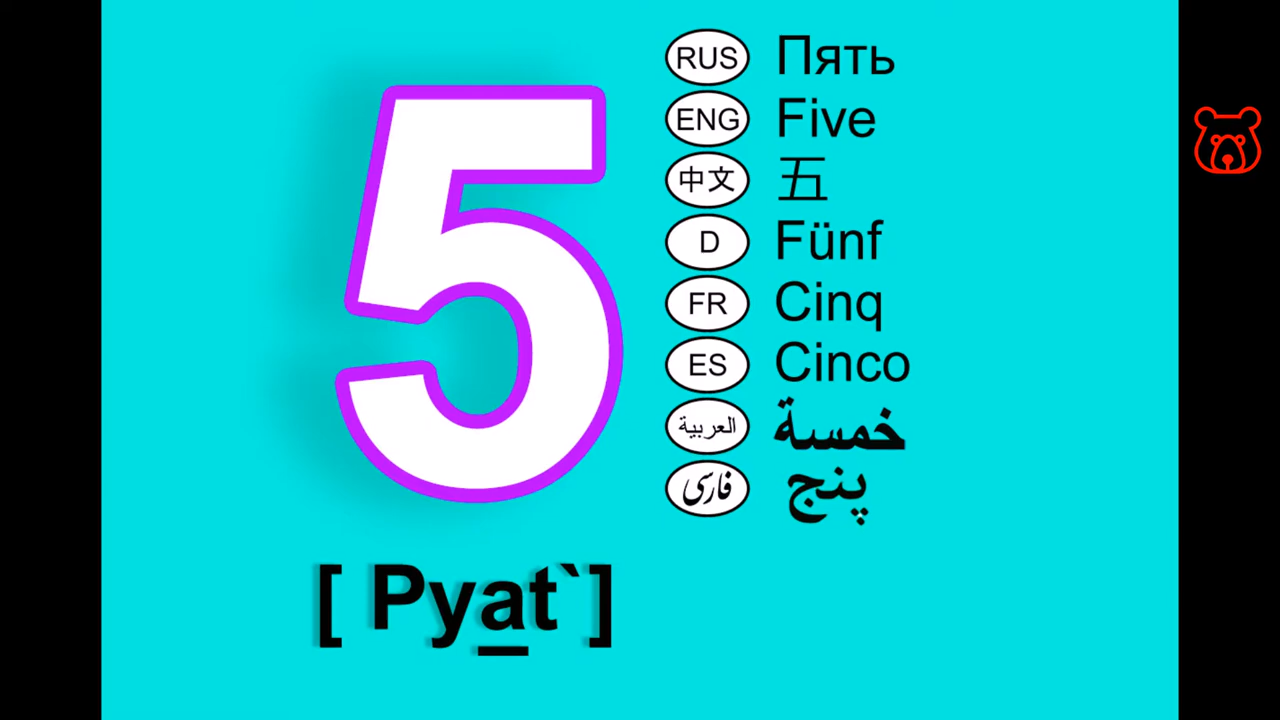 5
[ Pyat`]
RUS Пять
ENG Five
中文 五
D Fünf
FR Cinq
ES Cinco
العربية خمسة
فارسی پنج